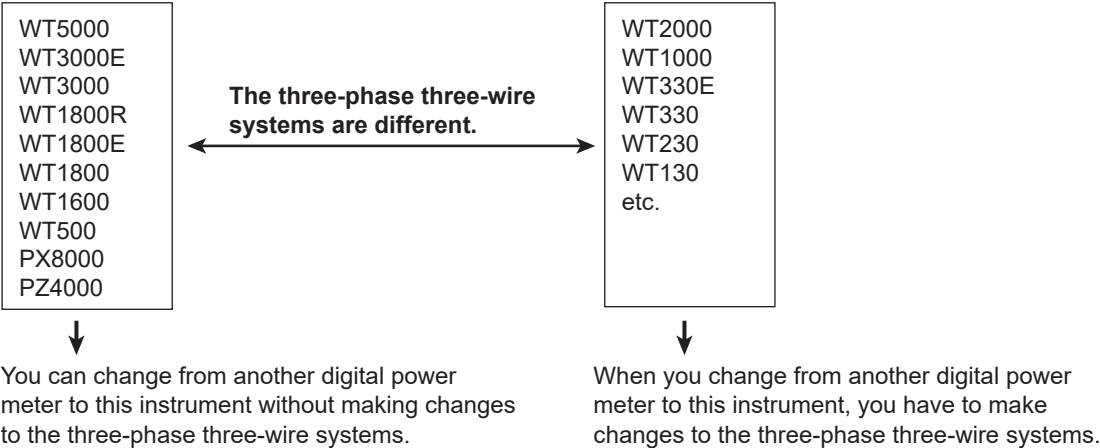 WT5000
WT3000E
WT3000
WT1800R
WT1800E
WT1800
WT1600
WT500
PX8000
PZ4000
The three-phase three-wire
systems are different.
WT2000
WT1000
WT330E
WT330
WT230
WT130
etc.
You can change from another digital power
meter to this instrument without making changes
to the three-phase three-wire systems.
When you change from another digital power
meter to this instrument, you have to make
changes to the three-phase three-wire systems.